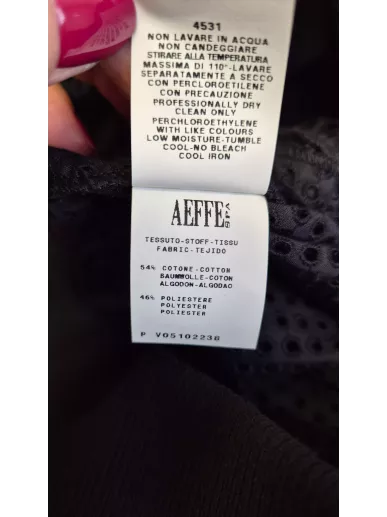 4531
NON LAVARE IN ACQUA
NON CANDEGGIARE
STIRARE ALLA TEMPERATURA
MASSIMA DI 110°-LAVARE
SEPARATAMENTE A SECCO
CON PERCLOROETILENE
CON PRECAUZIONE
PROFESSIONALLY DRY
CLEAN ONLY
PERCHLOROETHYLENE
WITH LIKE COLOURS
LOW MOISTURE-TUMBLE
COOL-NO BLEACH
COOL IRON
AEFFE SPA
TESSUTO-STOFF-TISSU
FABRIC-TEJIDO
54% COTONE-COTTON
BAUMWOLLE-COTON
ALGODON-ALGODAO
46% POLIESTERE
POLYESTER
POLIESTER
P V05102238